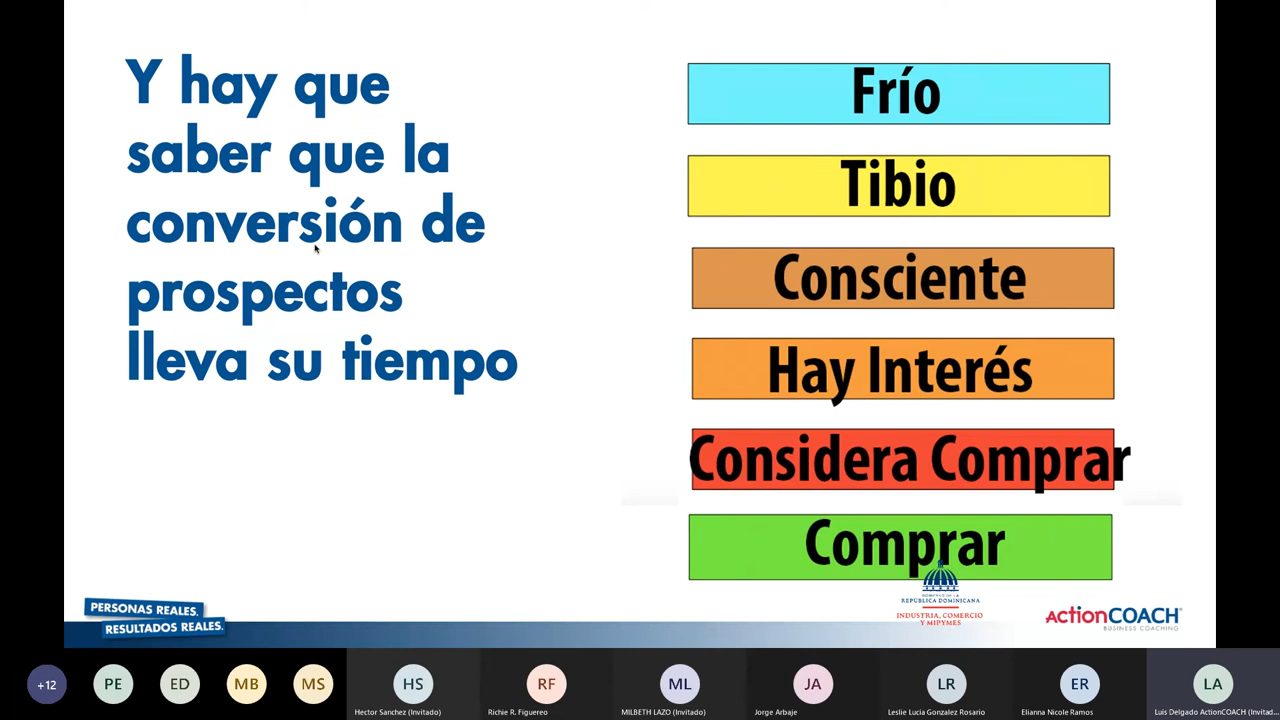 Y hay que
saber que la
conversión de
prospectos
lleva su tiempo
Frío
Tibio
Consciente
Hay Interés
Considera Comprar
Comprar
PERSONAS REALES.
RESULTADOS REALES.
GOBIERNO DE LA
REPÚBLICA DOMINICANA
INDUSTRIA, COMERCIO
Y MIPYMES
ActionCOACH
BUSINESS COACHING
+12
PE
ED
MB
MS
HS
Hector Sanchez (Invitado)
RF
Richie R. Figuereo
ML
MILBETH LAZO (Invitado)
JA
Jorge Arbaje
LR
Leslie Lucia Gonzalez Rosario
ER
Elianna Nicole Ramos
LA
Luis Delgado ActionCOACH (Invitad...